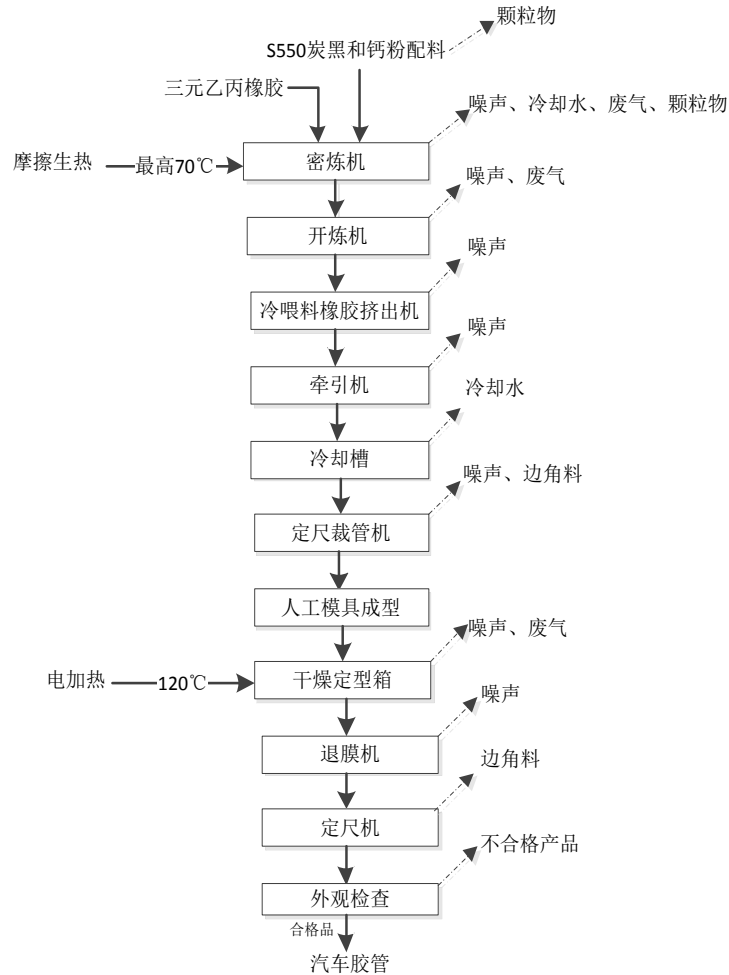 颗粒物
S550炭黑和钙粉配料
三元乙丙橡胶
噪声、冷却水、废气、颗粒物
摩擦生热
最高70℃
密炼机
噪声、废气
开炼机
噪声
冷喂料橡胶挤出机
噪声
牵引机
冷却水
冷却槽
噪声、边角料
定尺裁管机
人工模具成型
噪声、废气
电加热
120℃
干燥定型箱
噪声
退膜机
边角料
定尺机
不合格产品
外观检查
合格品
汽车胶管